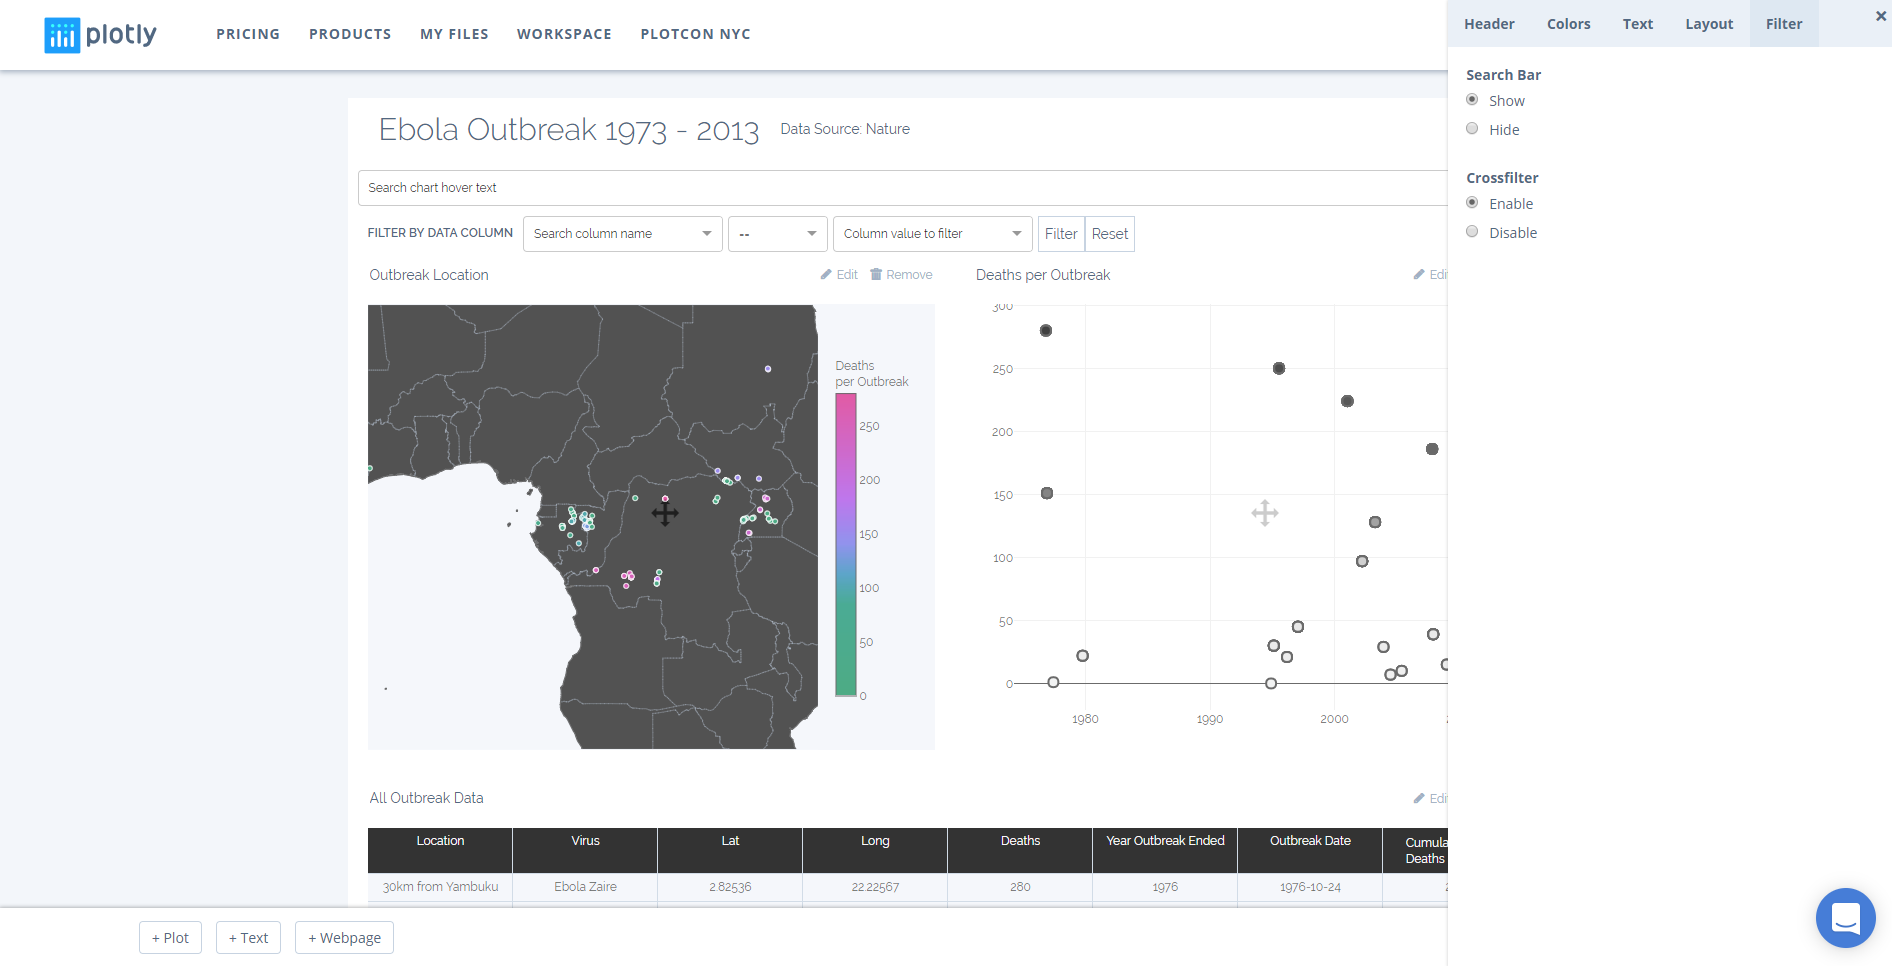 plotly
PRICING PRODUCTS MY FILES WORKSPACE PLOTCON NYC
Header Colors Text Layout Filter
Search Bar
Show
Hide
Crossfilter
Enable
Disable
Ebola Outbreak 1973 - 2013 Data Source: Nature
Search chart hover text
FILTER BY DATA COLUMN Search column name -- Column value to filter Filter Reset
Outbreak Location Edit Remove
Deaths
per Outbreak
250
200
150
100
50
0
Deaths per Outbreak
300
250
200
150
100
50
0
1980 1990 2000
All Outbreak Data
Location Virus Lat Long Deaths Year Outbreak Ended Outbreak Date
Deaths
30km from Yambuku Ebola Zaire 2.82536 22.22567 280 1976 1976-10-24
+ Plot + Text + Webpage